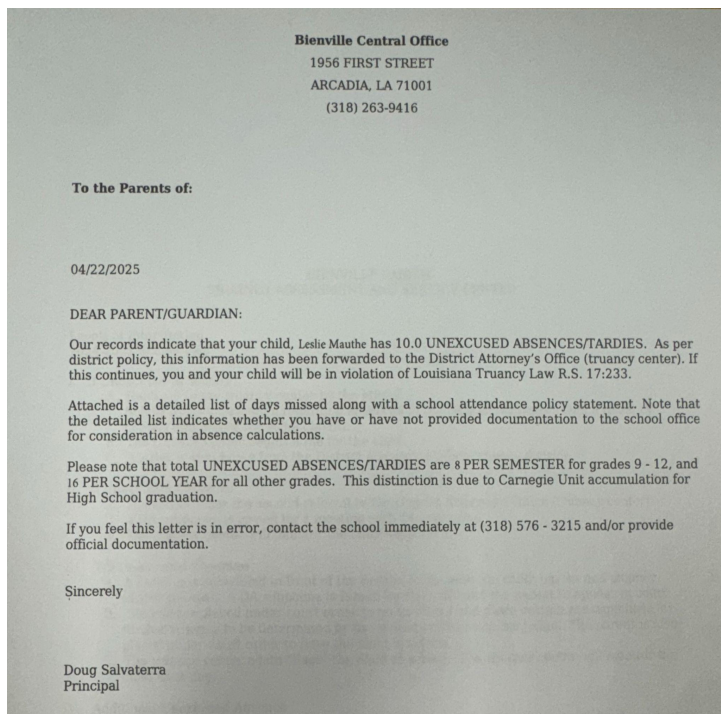 Bienville Central Office
1956 FIRST STREET
ARCADIA, LA 71001
(318) 263-9416
To the Parents of:
04/22/2025
DEAR PARENT/GUARDIAN:
Our records indicate that your child, Leslie Mauthe has 10.0 UNEXCUSED ABSENCES/TARDIES. As per
district policy, this information has been forwarded to the District Attorney's Office (truancy center). If
this continues, you and your child will be in violation of Louisiana Truancy Law R.S. 17:233.
Attached is a detailed list of days missed along with a school attendance policy statement. Note that
the detailed list indicates whether you have or have not provided documentation to the school office
for consideration in absence calculations.
Please note that total UNEXCUSED ABSENCES/TARDIES are 8 PER SEMESTER for grades 9 - 12, and
16 PER SCHOOL YEAR for all other grades. This distinction is due to Carnegie Unit accumulation for
High School graduation.
If you feel this letter is in error, contact the school immediately at (318) 576 - 3215 and/or provide
official documentation.
Sincerely
Doug Salvaterra
Principal